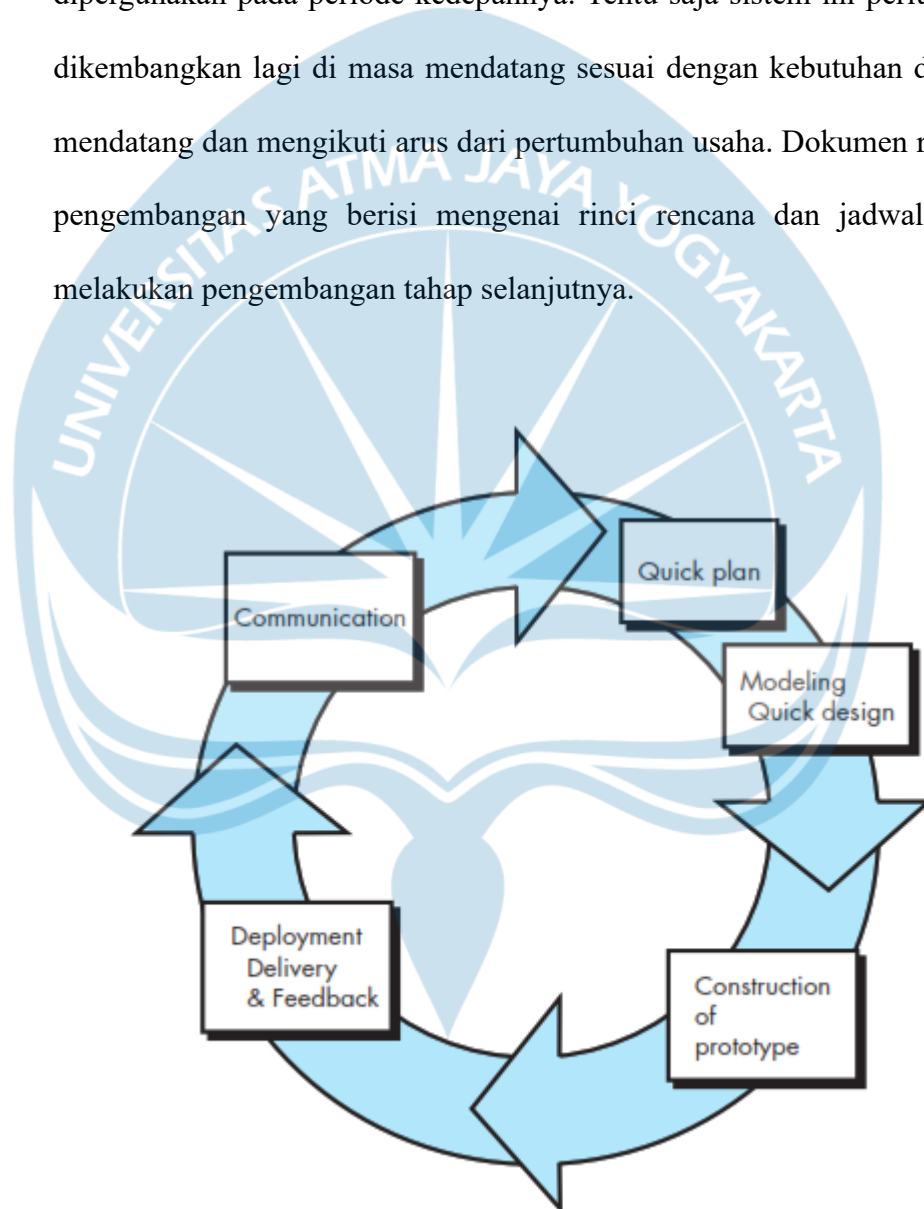 dipergunakan pada periode kedepannya. Tentu saja sistem ini
dikembangkan lagi di masa mendatang sesuai dengan kebutuhan
mendatang dan mengikuti arus dari pertumbuhan usaha. Dokumen
pengembangan yang berisi mengenai rinci rencana dan jadwal
melakukan pengembangan tahap selanjutnya.
UNIVERSITAS ATMA JAYA YOGYAKARTA
Quick plan
Communication
Modeling
Quick design
Deployment
Delivery
& Feedback
Construction
of
prototype